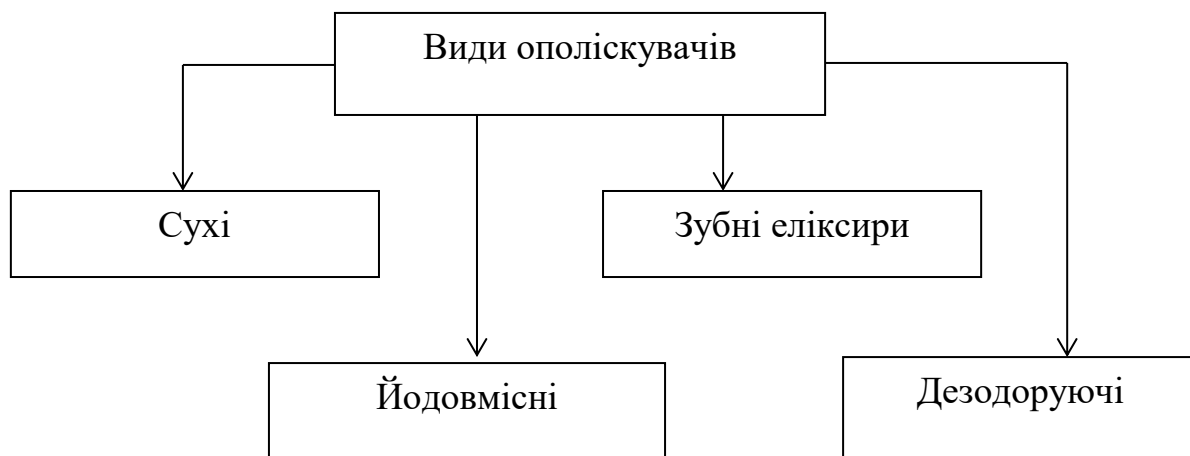 Види ополіскувачів
Сухі
Зубні еліксири
Йодовмісні
Дезодоруючі